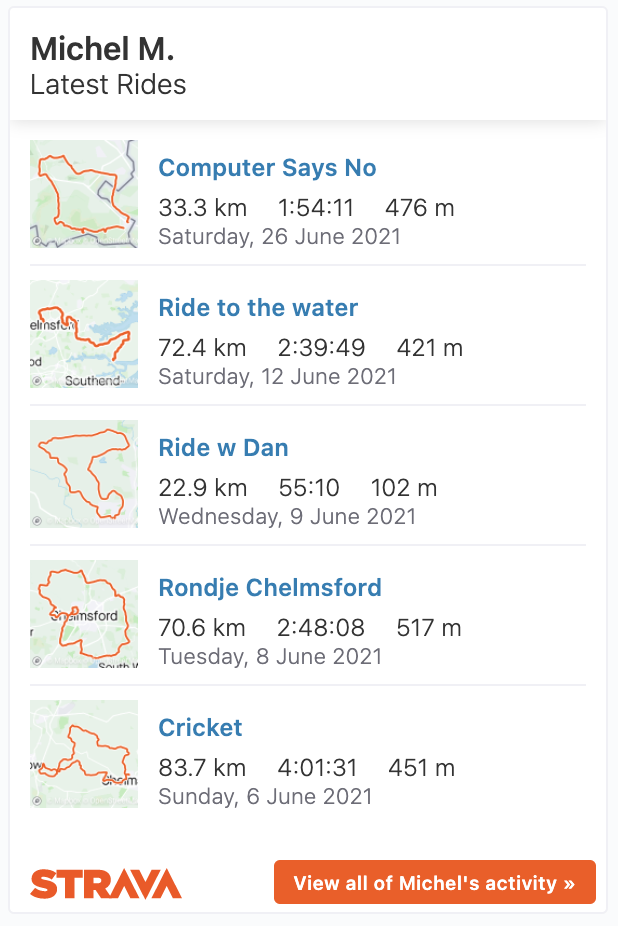 Michel M.
Latest Rides
Computer Says No
33.3 km 1:54:11 476 m
Saturday, 26 June 2021
Ride to the water
72.4 km 2:39:49 421 m
Saturday, 12 June 2021
elmsford
od
Southend-
Ride w Dan
22.9 km 55:10 102 m
Wednesday, 9 June 2021
Rondje Chelmsford
70.6 km 2:48:08 517 m
Tuesday, 8 June 2021
Chelmsford
r
South W
Cricket
83.7 km 4:01:31 451 m
Sunday, 6 June 2021
ow
Chelm
STRAVA
View all of Michel's activity »